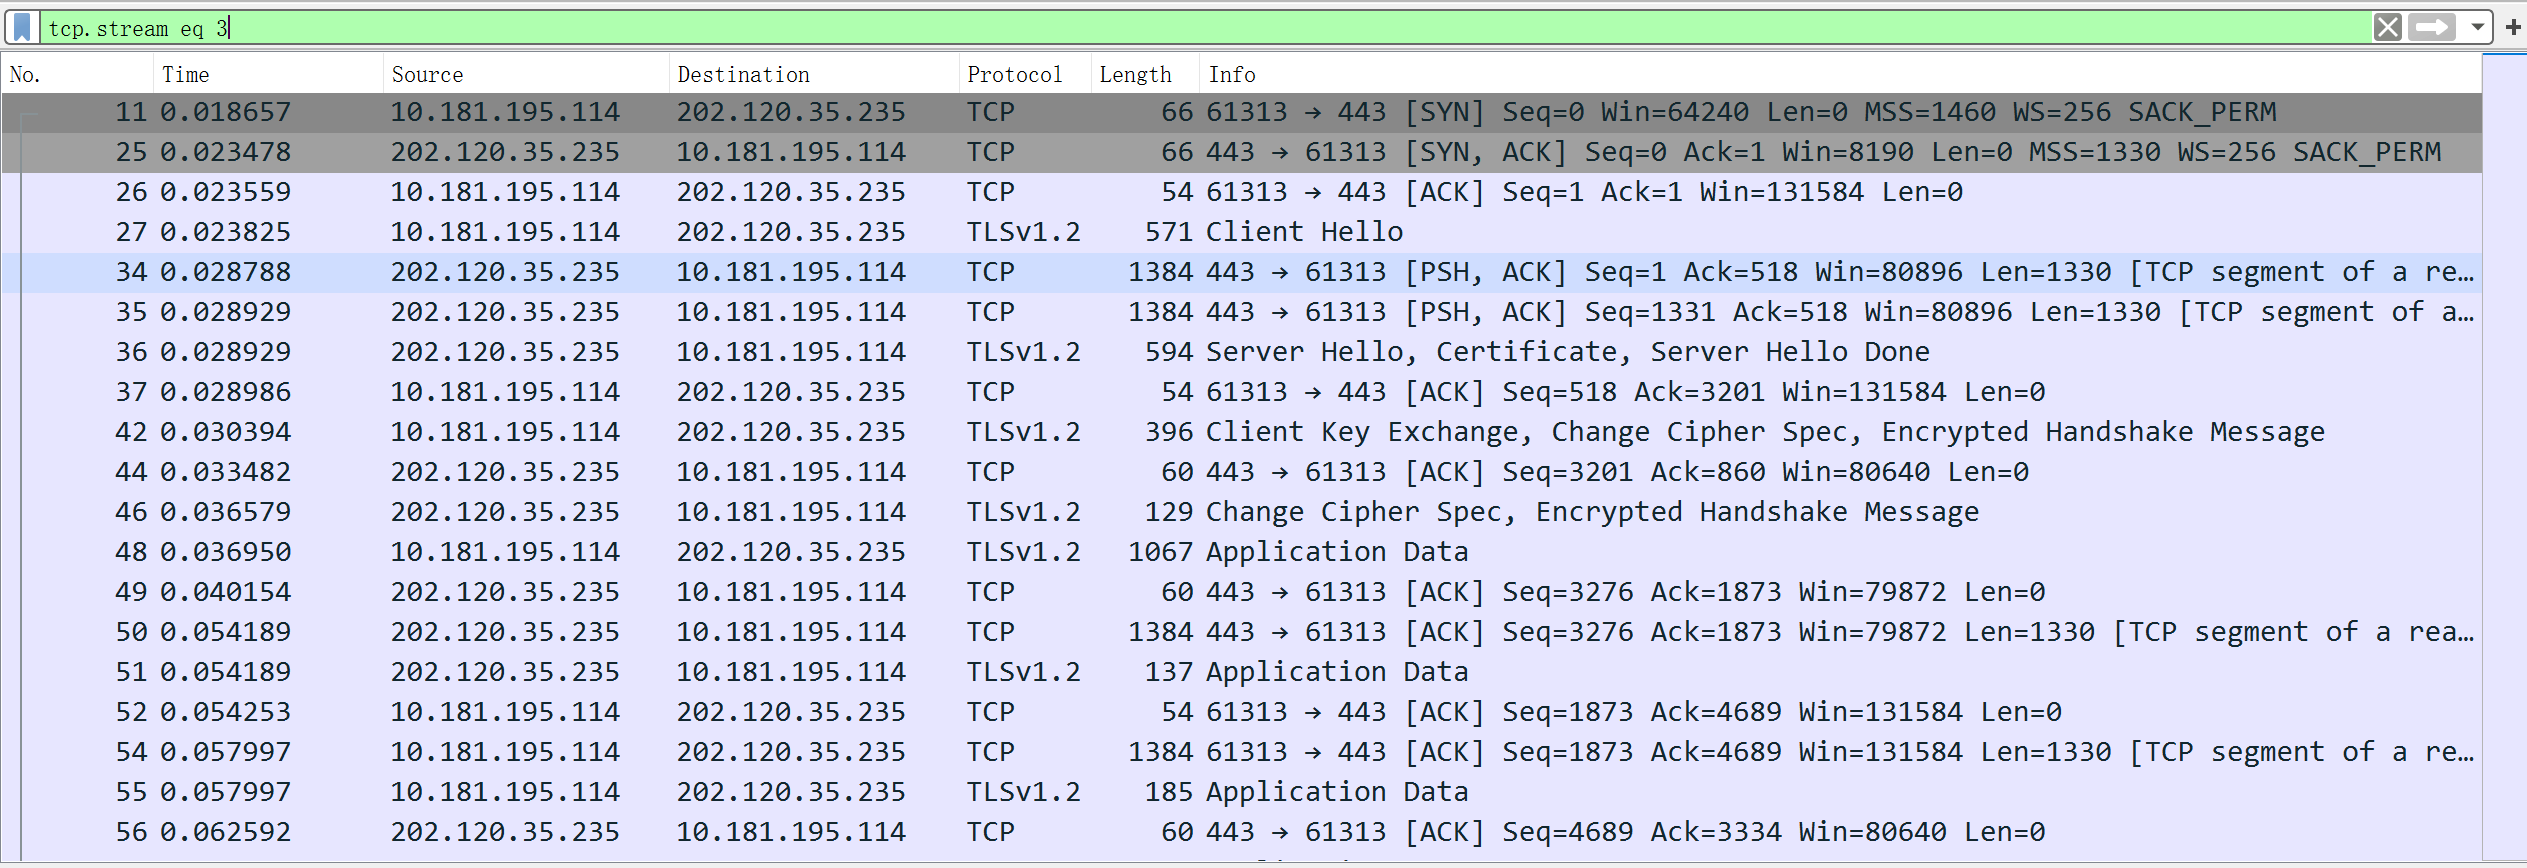 tcp.stream eq 3
No. Time Source Destination Protocol Length Info
11 0.018657 10.181.195.114 202.120.35.235 TCP 66 61313 → 443 [SYN] Seq=0 Win=64240 Len=0 MSS=1460 WS=256 SACK_PERM
25 0.023478 202.120.35.235 10.181.195.114 TCP 66 443 → 61313 [SYN, ACK] Seq=0 Ack=1 Win=8190 Len=0 MSS=1330 WS=256 SACK_PERM
26 0.023559 10.181.195.114 202.120.35.235 TCP 54 61313 → 443 [ACK] Seq=1 Ack=1 Win=131584 Len=0
27 0.023825 10.181.195.114 202.120.35.235 TLSv1.2 571 Client Hello
34 0.028788 202.120.35.235 10.181.195.114 TCP 1384 443 → 61313 [PSH, ACK] Seq=1 Ack=518 Win=80896 Len=1330 [TCP segment of a re…
35 0.028929 202.120.35.235 10.181.195.114 TCP 1384 443 → 61313 [PSH, ACK] Seq=1331 Ack=518 Win=80896 Len=1330 [TCP segment of a…
36 0.028929 202.120.35.235 10.181.195.114 TLSv1.2 594 Server Hello, Certificate, Server Hello Done
37 0.028986 10.181.195.114 202.120.35.235 TCP 54 61313 → 443 [ACK] Seq=518 Ack=3201 Win=131584 Len=0
42 0.030394 10.181.195.114 202.120.35.235 TLSv1.2 396 Client Key Exchange, Change Cipher Spec, Encrypted Handshake Message
44 0.033482 202.120.35.235 10.181.195.114 TCP 60 443 → 61313 [ACK] Seq=3201 Ack=860 Win=80640 Len=0
46 0.036579 202.120.35.235 10.181.195.114 TLSv1.2 129 Change Cipher Spec, Encrypted Handshake Message
48 0.036950 10.181.195.114 202.120.35.235 TLSv1.2 1067 Application Data
49 0.040154 202.120.35.235 10.181.195.114 TCP 60 443 → 61313 [ACK] Seq=3276 Ack=1873 Win=79872 Len=0
50 0.054189 202.120.35.235 10.181.195.114 TCP 1384 443 → 61313 [ACK] Seq=3276 Ack=1873 Win=79872 Len=1330 [TCP segment of a rea…
51 0.054189 202.120.35.235 10.181.195.114 TLSv1.2 137 Application Data
52 0.054253 10.181.195.114 202.120.35.235 TCP 54 61313 → 443 [ACK] Seq=1873 Ack=4689 Win=131584 Len=0
54 0.057997 10.181.195.114 202.120.35.235 TCP 1384 61313 → 443 [ACK] Seq=1873 Ack=4689 Win=131584 Len=1330 [TCP segment of a re…
55 0.057997 10.181.195.114 202.120.35.235 TLSv1.2 185 Application Data
56 0.062592 202.120.35.235 10.181.195.114 TCP 60 443 → 61313 [ACK] Seq=4689 Ack=3334 Win=80640 Len=0